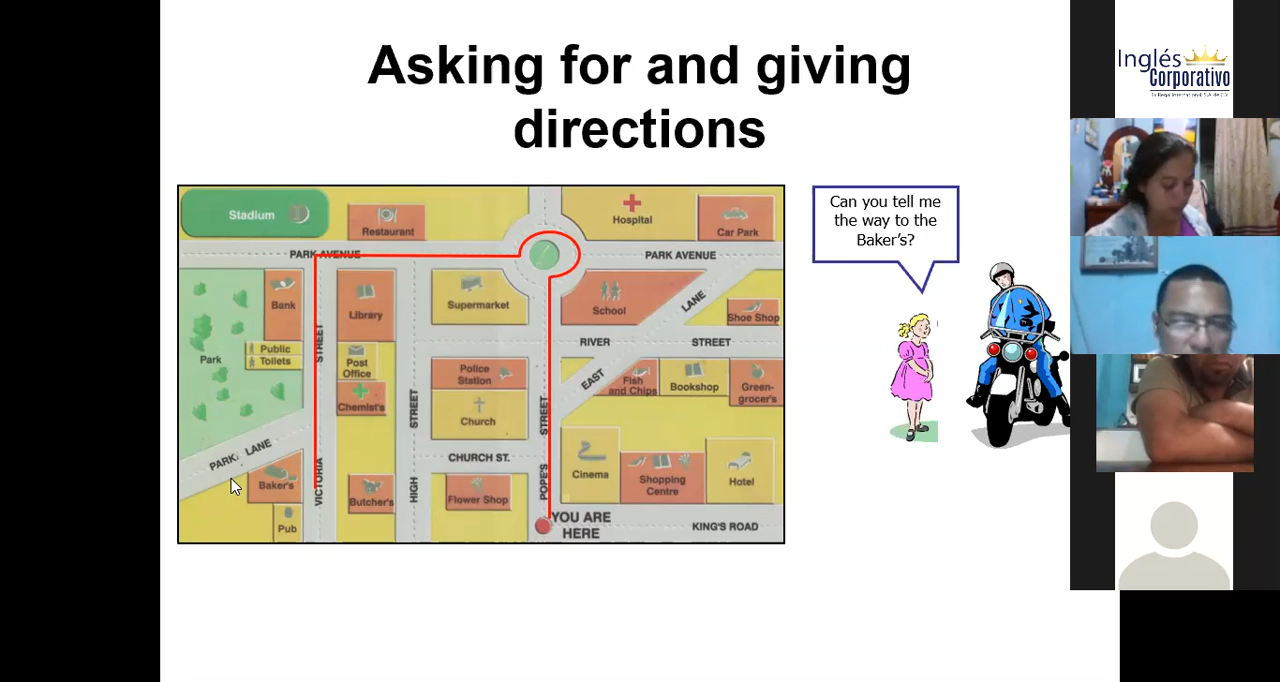 Asking for and giving
directions
Inglés
Corporativo
Can you tell me
the way to the
Baker's?
Stadium
Restaurant
Hospital
Car Park
PARK AVENUE
PARK AVENUE
Bank
Library
Supermarket
School
LANE
Shoe Shop
Public
Toilets
Park
STREET
Post
Office
RIVER
STREET
Police
Station
EAST
Fish
and Chips
Bookshop
Green-
grocer's
Chemist's
STREET
Church
STREET
PARK LANE
CHURCH ST.
Cinema
Shopping
Centre
Hotel
Baker's
VICTORIA
Butcher's
HIGH
Flower Shop
POPE'S
Pub
YOU ARE
HERE
KING'S ROAD